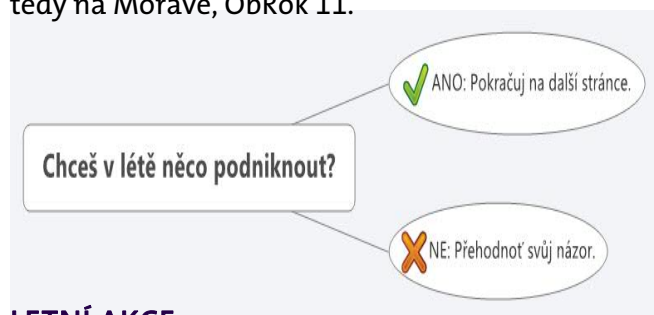 tedy na Moravě, ObRok 11.
ANO: Pokračuj na další stránce.
Chceš v létě něco podniknout?
NE: Přehodnoť svůj názor.
LETNÍ AKCE